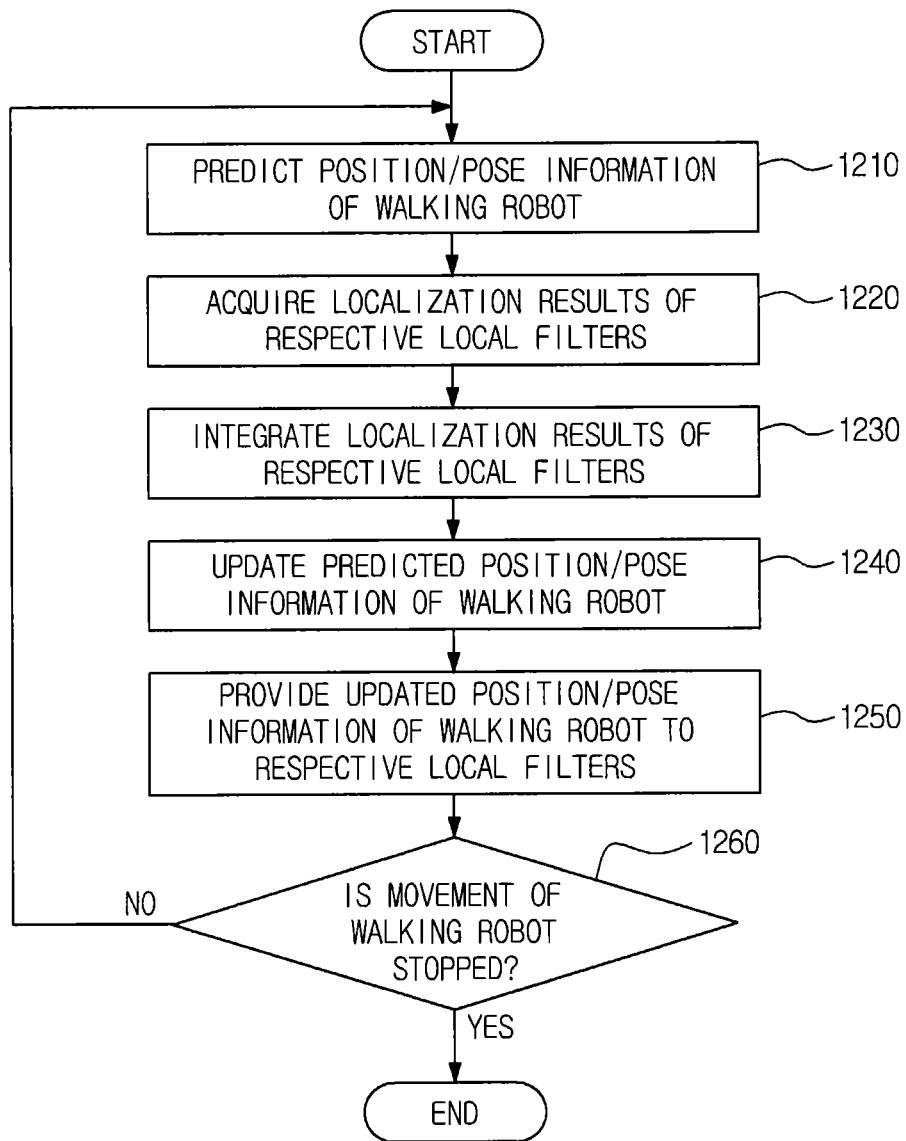 START
PREDICT POSITION/POSE INFORMATION
OF WALKING ROBOT
1210
ACQUIRE LOCALIZATION RESULTS OF
RESPECTIVE LOCAL FILTERS
1220
INTEGRATE LOCALIZATION RESULTS OF
RESPECTIVE LOCAL FILTERS
1230
UPDATE PREDICTED POSITION/POSE
INFORMATION OF WALKING ROBOT
1240
PROVIDE UPDATED POSITION/POSE
INFORMATION OF WALKING ROBOT TO
RESPECTIVE LOCAL FILTERS
1250
1260
NO
IS MOVEMENT OF
WALKING ROBOT
STOPPED?
YES
END